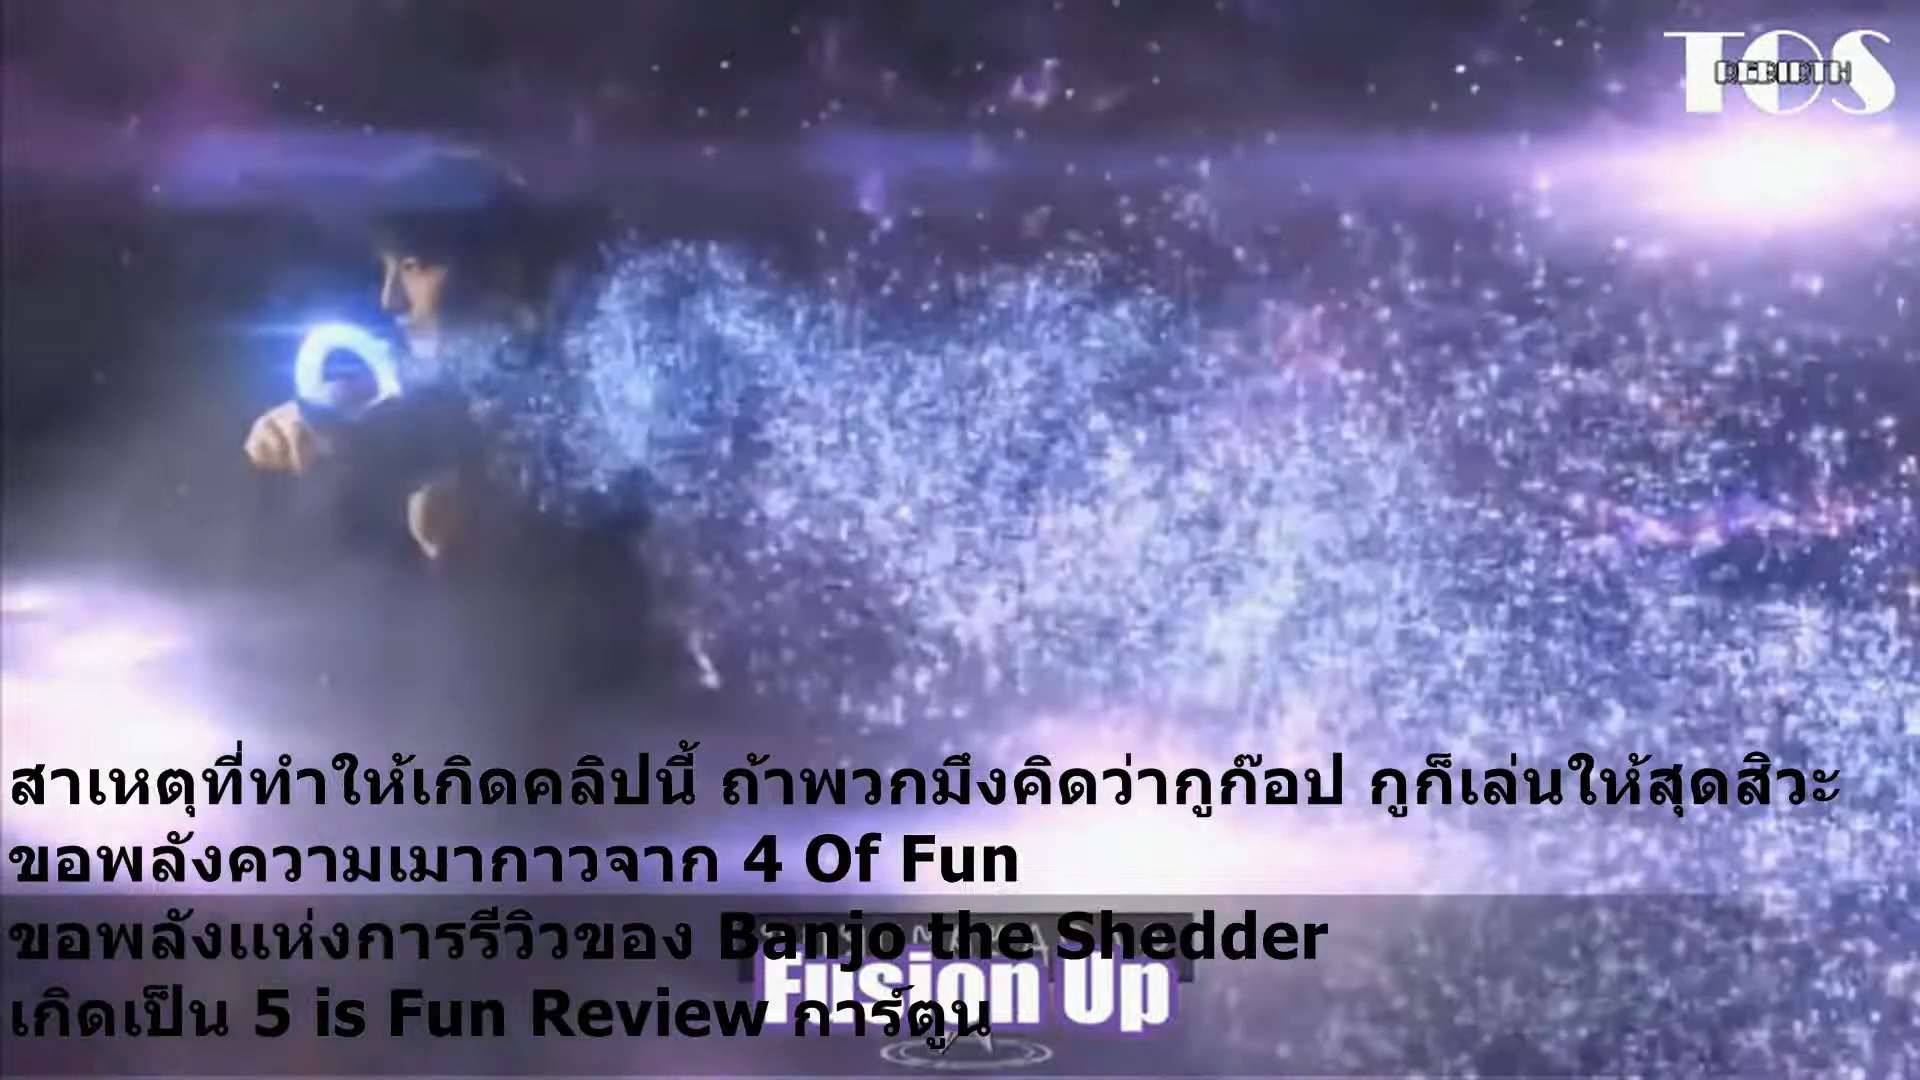 TOS
REBIRTH
สาเหตุที่ทำให้เกิดคลิปนี้ ถ้าพวกมึงคิดว่ากูก๊อป กูก็เล่นให้สุดสิวะ
ขอพลังความเมากาวจาก 4 Of Fun
ขอพลังแห่งการรีวิวของ Banjo the Shedder
Fusion Up
เกิดเป็น 5 is Fun Review การ์ตูน